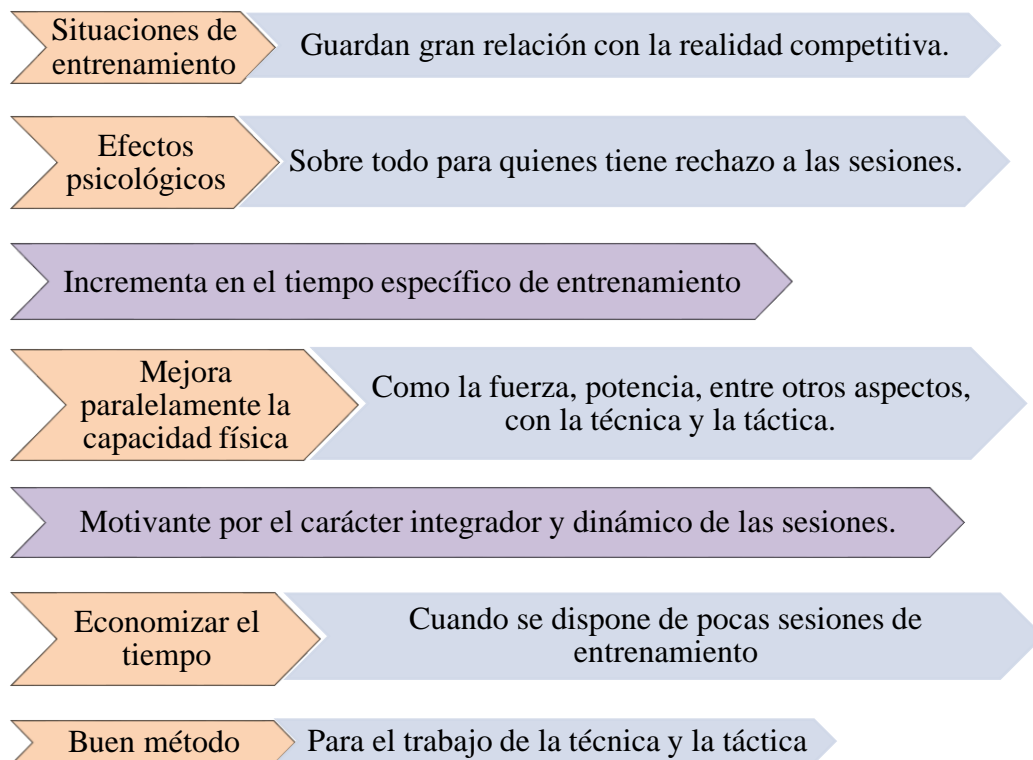 Situaciones de
entrenamiento
Guardan gran relación con la realidad competitiva.
Efectos
psicológicos
Sobre todo para quienes tiene rechazo a las sesiones.
Incrementa en el tiempo específico de entrenamiento
Mejora
paralelamente la
capacidad física
Como la fuerza, potencia, entre otros aspectos,
con la técnica y la táctica.
Motivante por el carácter integrador y dinámico de las sesiones.
Economizar el
tiempo
Cuando se dispone de pocas sesiones de
entrenamiento
Buen método
Para el trabajo de la técnica y la táctica